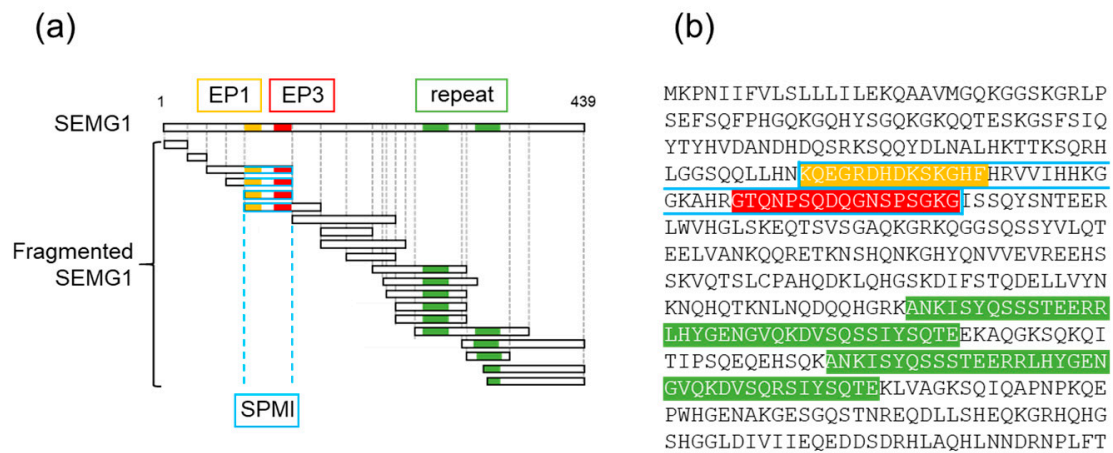 (a)
EP1 EP3 repeat
1 439
SEMG1
Fragmented
SEMG1
SPMI
(b)
MKPNIIFVLSLLLILEKQAAVMGQKGGSKGRLP
SEFSQFPHGQKGQHYSGQKGKQQTESKGSFSIQ
YTYHVDANDHDQSRKSQQYDLNALHKTTKSQRH
LGGSQQLLHNKQEGRDHDKSKGHFHRVVIHHKG
GKAHRGTQNPSQDQGNSPSGKGISSQYSNTEER
LWVHGLSKEQTSVSGAQKGRKQGGSQSSYVLQT
EELVANKQQRETKNSHQNKGHYQNVVEVREEHS
SKVQTSLCPAHQDKLQHGSKDIFSTQDELLVYN
KNQHQTKNLNQDQQHGRKANKISYQSSSTEERR
LHYGENGVQKDVSQSSIYSQTEEKAQGKSQKQI
TIPSQEQEHSQKANKISYQSSSTEERRLHYGEN
GVQKDVSQRSIYSQTEKLVAGKSQIQAPNPKQE
PWHGENAKGESGQSTNREQDLLSHEQKGRHQHG
SHGGLDIVIIEQEDDSDRHLAQHLNNDRNPLFT